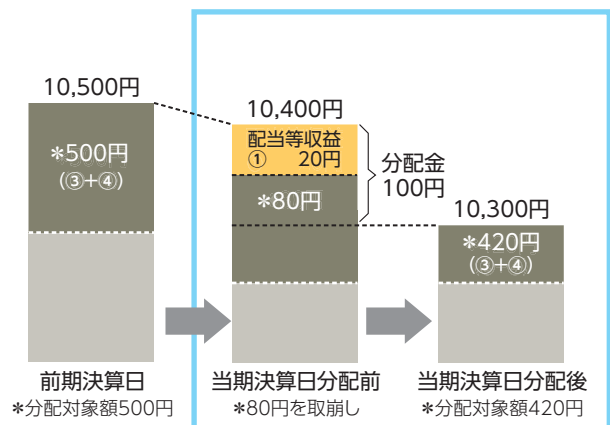 10,500円
*500円
(③+④)
前期決算日
*分配対象額500円
10,400円
配当等収益
① 20円
*80円
分配金
100円
当期決算日分配前
*80円を取崩し
10,300円
*420円
(③+④)
当期決算日分配後
*分配対象額420円